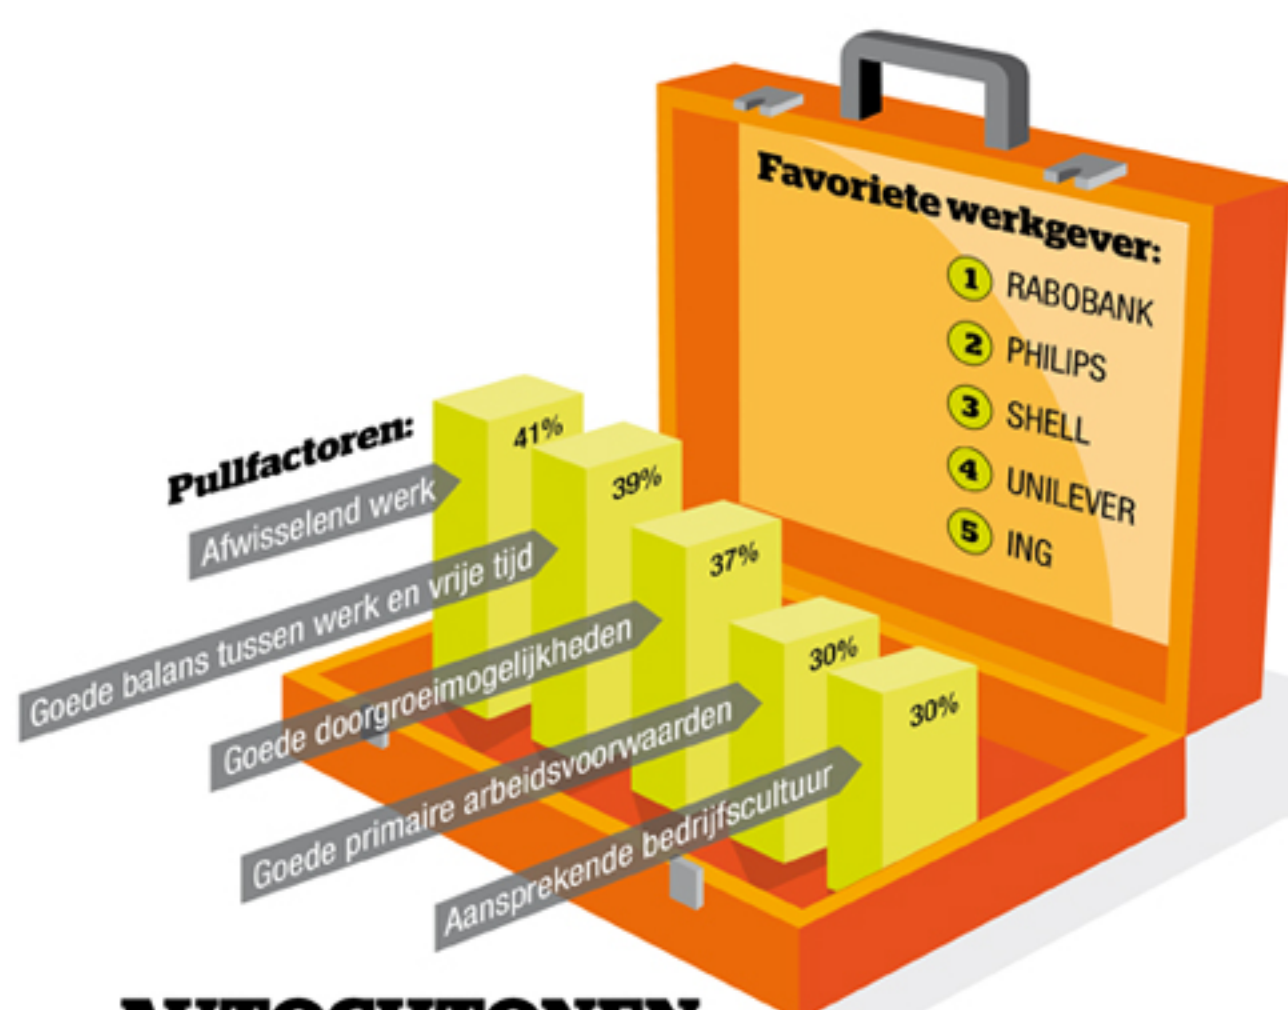 Favoriete werkgever:
1 RABOBANK
2 PHILIPS
3 SHELL
4 UNILEVER
5 ING
Pullfactoren:
Afwisselend werk
41%
Goede balans tussen werk en vrije tijd
39%
Goede doorgroeimogelijkheden
37%
Goede primaire arbeidsvoorwaarden
30%
Aansprekende bedrijfscultuur
30%
AUTOCHTONEN